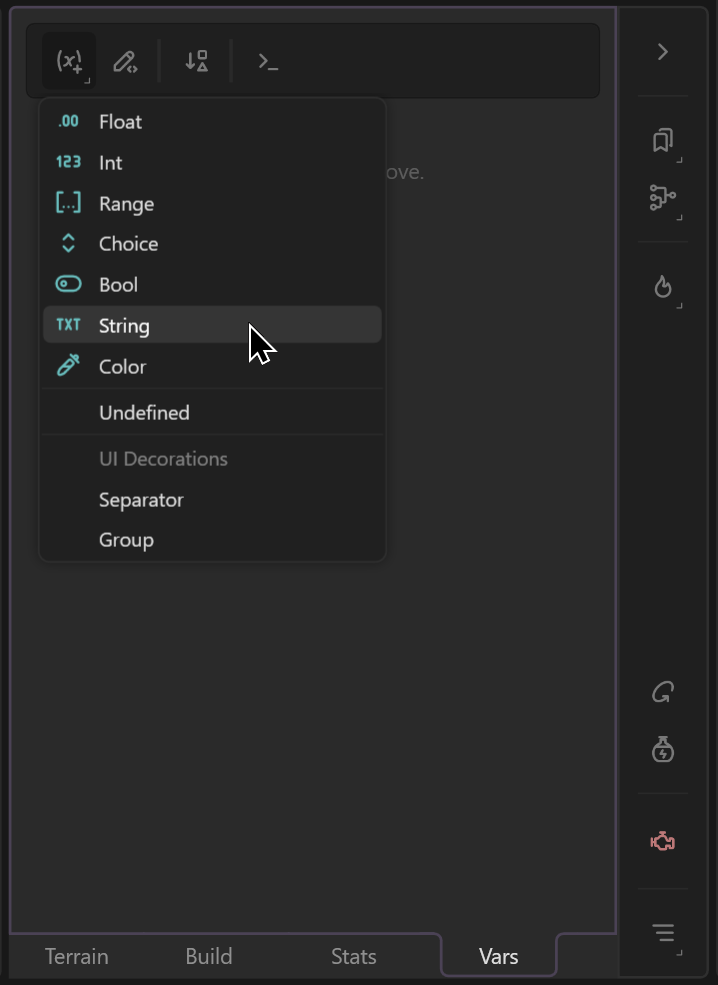 (x)+
>_
ove.
.00 Float
123 Int
[...] Range
Choice
Bool
TXT String
Color
Undefined
UI Decorations
Separator
Group
Terrain Build Stats Vars